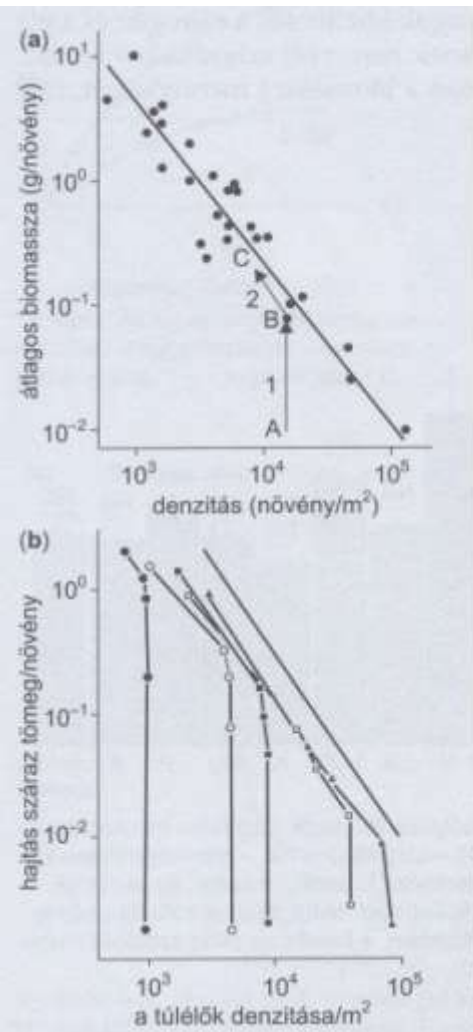 (a)
átlagos biomassza (g/növény)
10¹
10⁰
10⁻¹
10⁻²
C
2
B
1
A
10³ 10⁴ 10⁵
denzitás (növény/m²)
(b)
hajtás száraz tömeg/növény
10⁰
10⁻¹
10⁻²
10³ 10⁴ 10⁵
a túlélők denzitása/m²